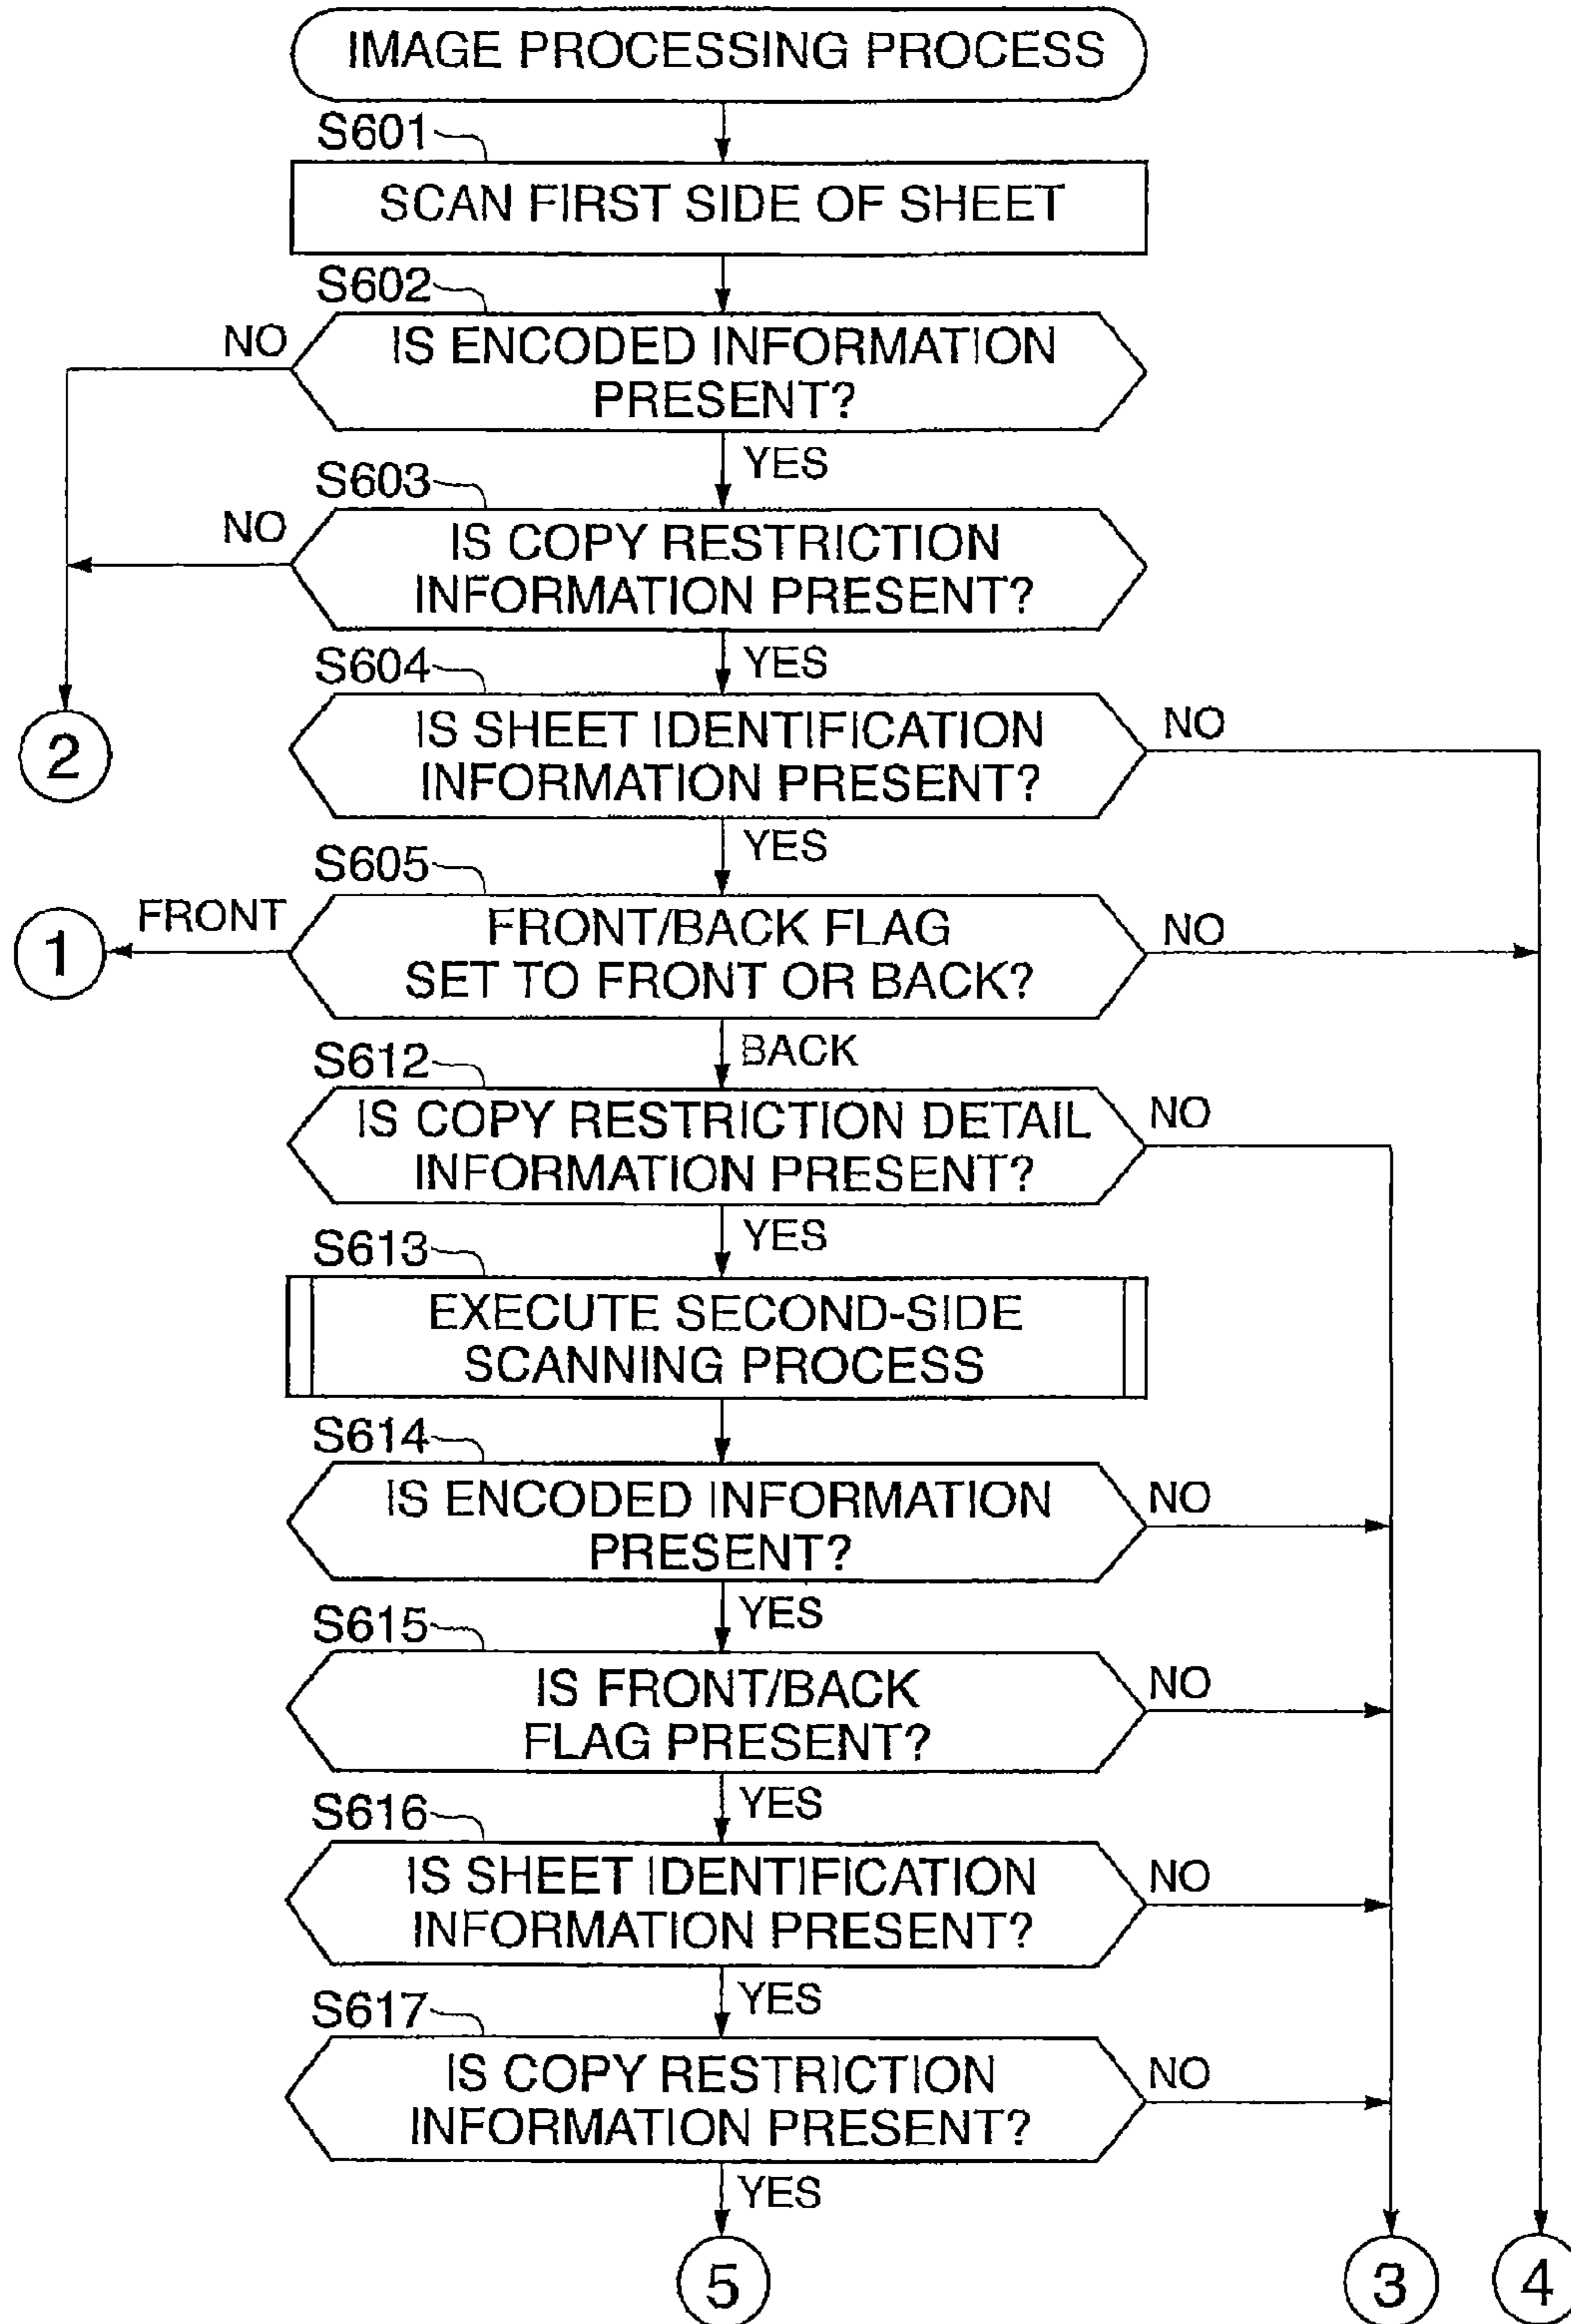 IMAGE PROCESSING PROCESS
S601
SCAN FIRST SIDE OF SHEET
S602
NO
IS ENCODED INFORMATION
PRESENT?
YES
S603
NO
IS COPY RESTRICTION
INFORMATION PRESENT?
YES
S604
IS SHEET IDENTIFICATION
INFORMATION PRESENT?
NO
2
YES
S605
FRONT
1
FRONT/BACK FLAG
SET TO FRONT OR BACK?
NO
BACK
S612
IS COPY RESTRICTION DETAIL
INFORMATION PRESENT?
NO
YES
S613
EXECUTE SECOND-SIDE
SCANNING PROCESS
S614
IS ENCODED INFORMATION
PRESENT?
NO
YES
S615
IS FRONT/BACK
FLAG PRESENT?
NO
YES
S616
IS SHEET IDENTIFICATION
INFORMATION PRESENT?
NO
YES
S617
IS COPY RESTRICTION
INFORMATION PRESENT?
NO
YES
5
3
4